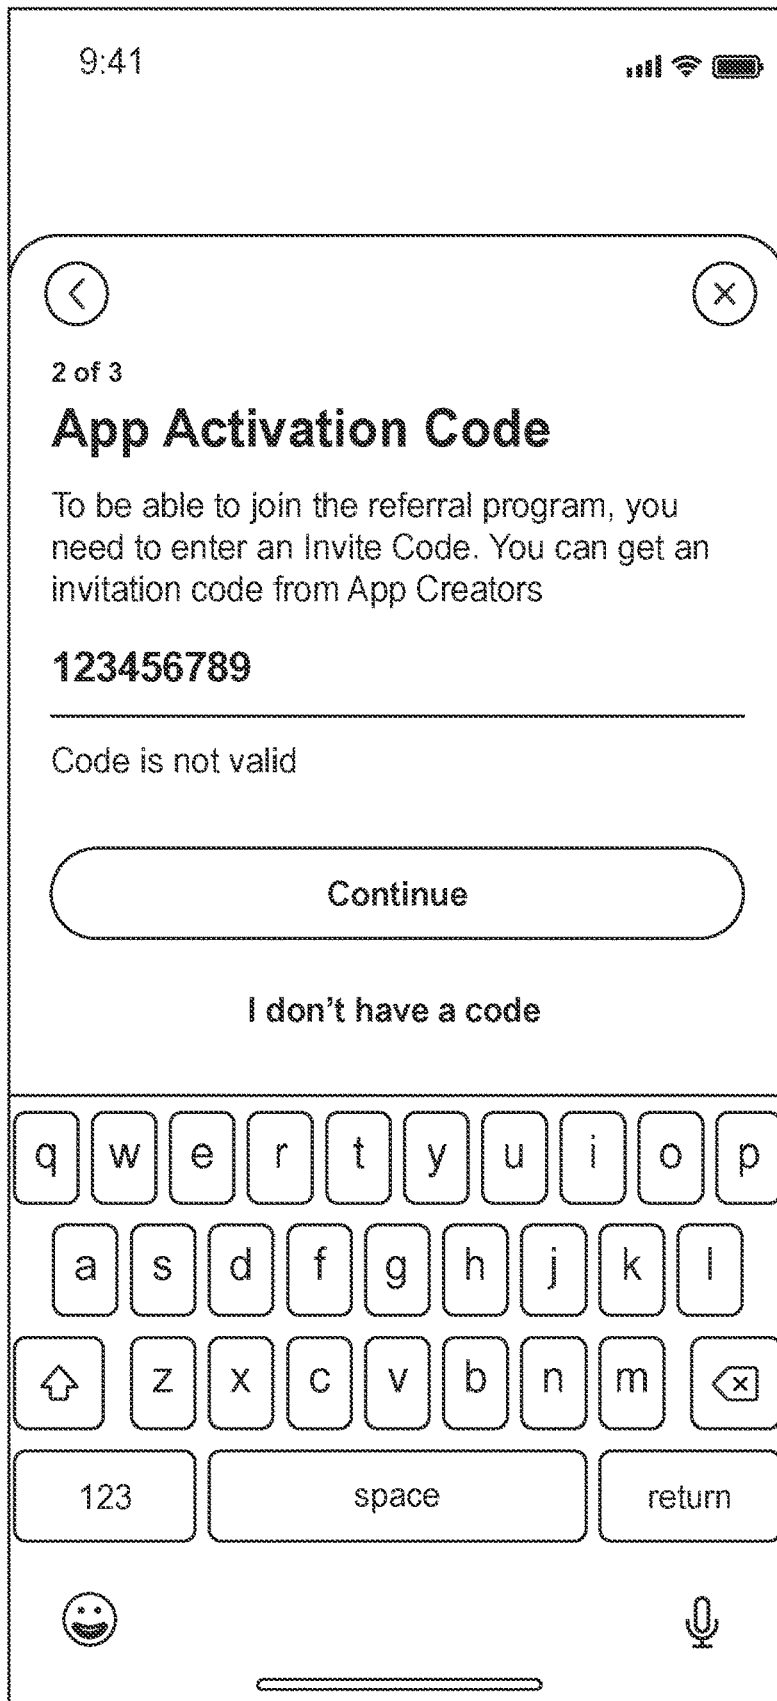 9:41
2 of 3
App Activation Code
To be able to join the referral program, you
need to enter an Invite Code. You can get an
invitation code from App Creators
123456789
Code is not valid
Continue
I don't have a code
q w e r t y u i o p
a s d f g h j k l
z x c v b n m
123 space return